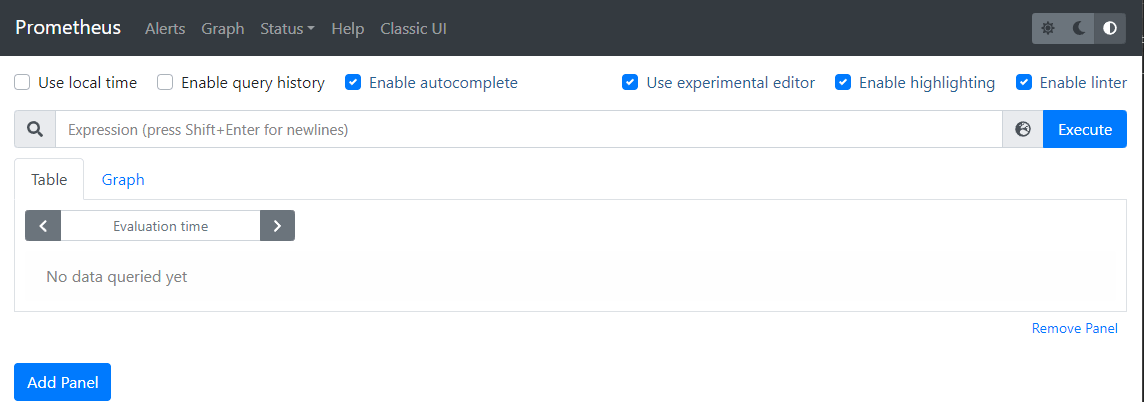 Prometheus Alerts Graph Status Help Classic UI
Use local time Enable query history Enable autocomplete Use experimental editor Enable highlighting Enable linter
Expression (press Shift+Enter for newlines) Execute
Table Graph
Evaluation time
No data queried yet
Remove Panel
Add Panel